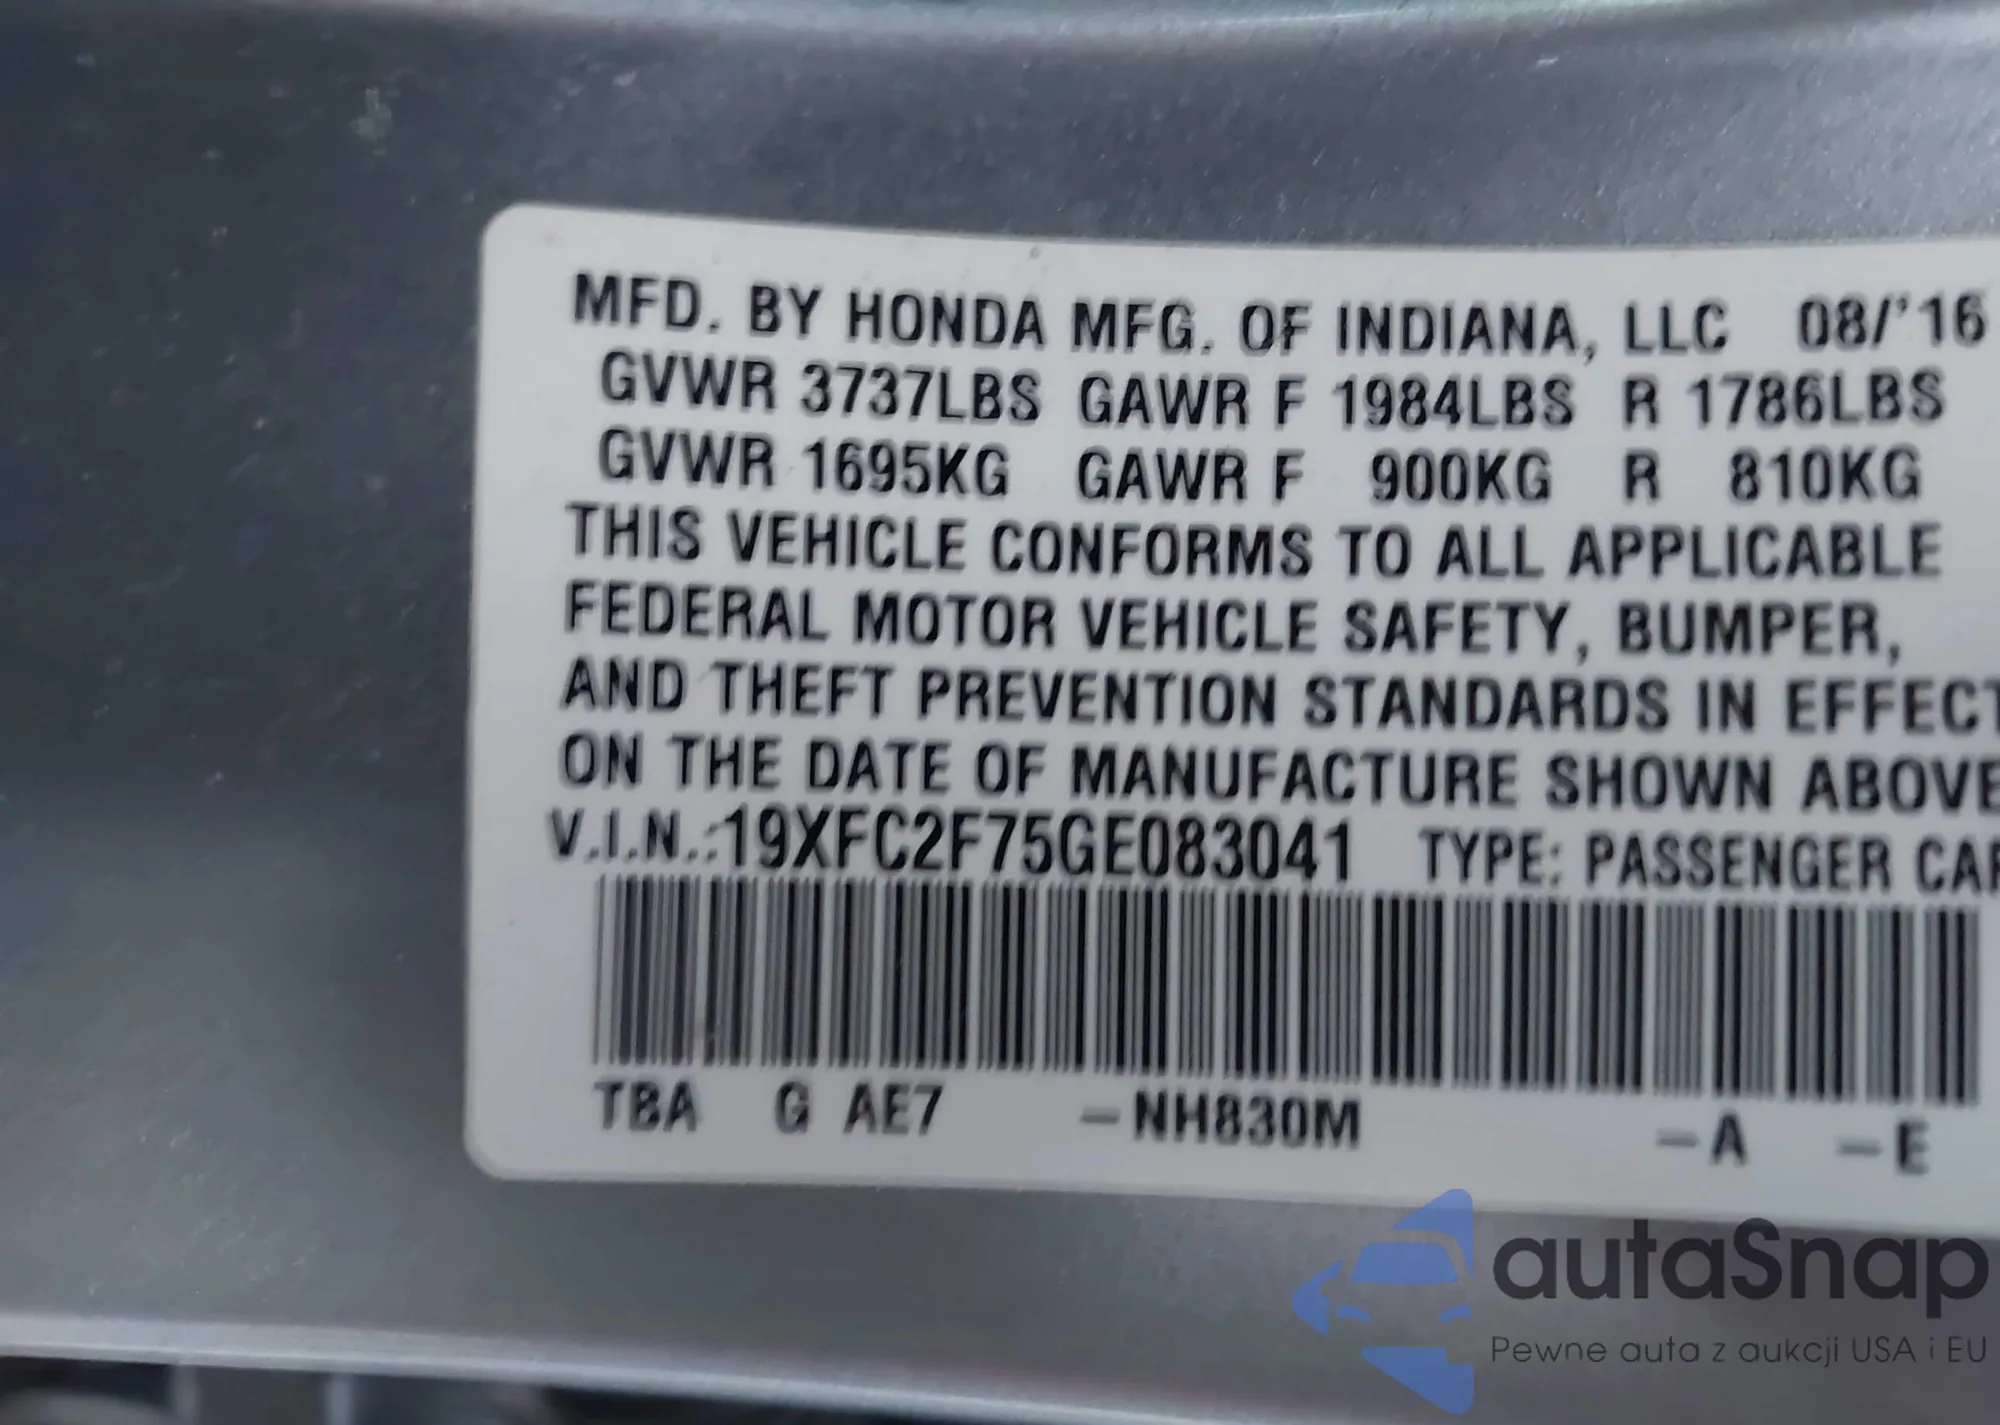 MFD. BY HONDA MFG. OF INDIANA, LLC 08/'16
GVWR 3737LBS GAWR F 1984LBS R 1786LBS
GVWR 1695KG GAWR F 900KG R 810KG
THIS VEHICLE CONFORMS TO ALL APPLICABLE
FEDERAL MOTOR VEHICLE SAFETY, BUMPER,
AND THEFT PREVENTION STANDARDS IN EFFECT
ON THE DATE OF MANUFACTURE SHOWN ABOVE
V.I.N.:19XFC2F75GE083041 TYPE: PASSENGER CAR
TBA G AE7 -NH830M -A -E
autaSnap
Pewne auta z aukcji USA i EU